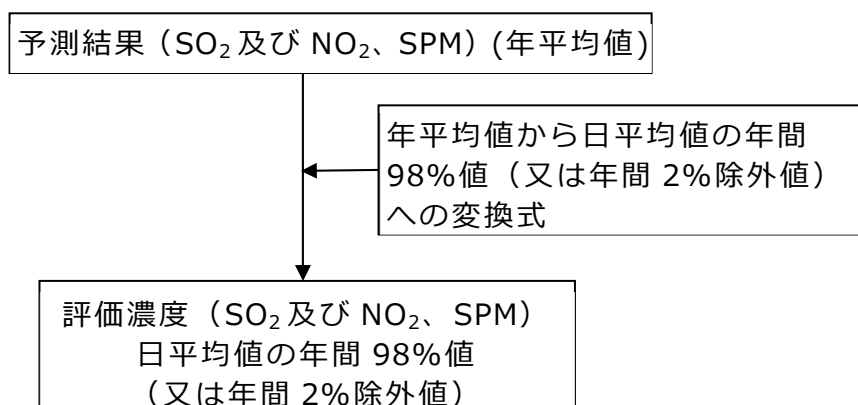 予測結果（SO₂及び NO₂、SPM）(年平均値)
年平均値から日平均値の年間
98%値（又は年間 2%除外値）
への変換式
評価濃度（SO₂及び NO₂、SPM）
日平均値の年間 98%値
（又は年間 2%除外値）